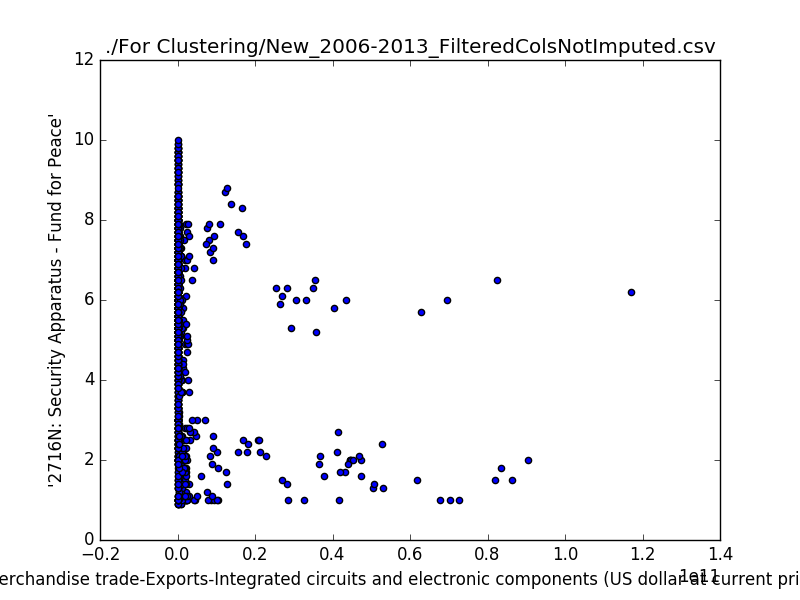 ./For Clustering/New_2006-2013_FilteredColsNotImputed.csv
'2716N: Security Apparatus - Fund for Peace'
12
10
8
6
4
2
0
−0.2 0.0 0.2 0.4 0.6 0.8 1.0 1.2 1.4
1e11
erchandise trade-Exports-Integrated circuits and electronic components (US dollar at current pri